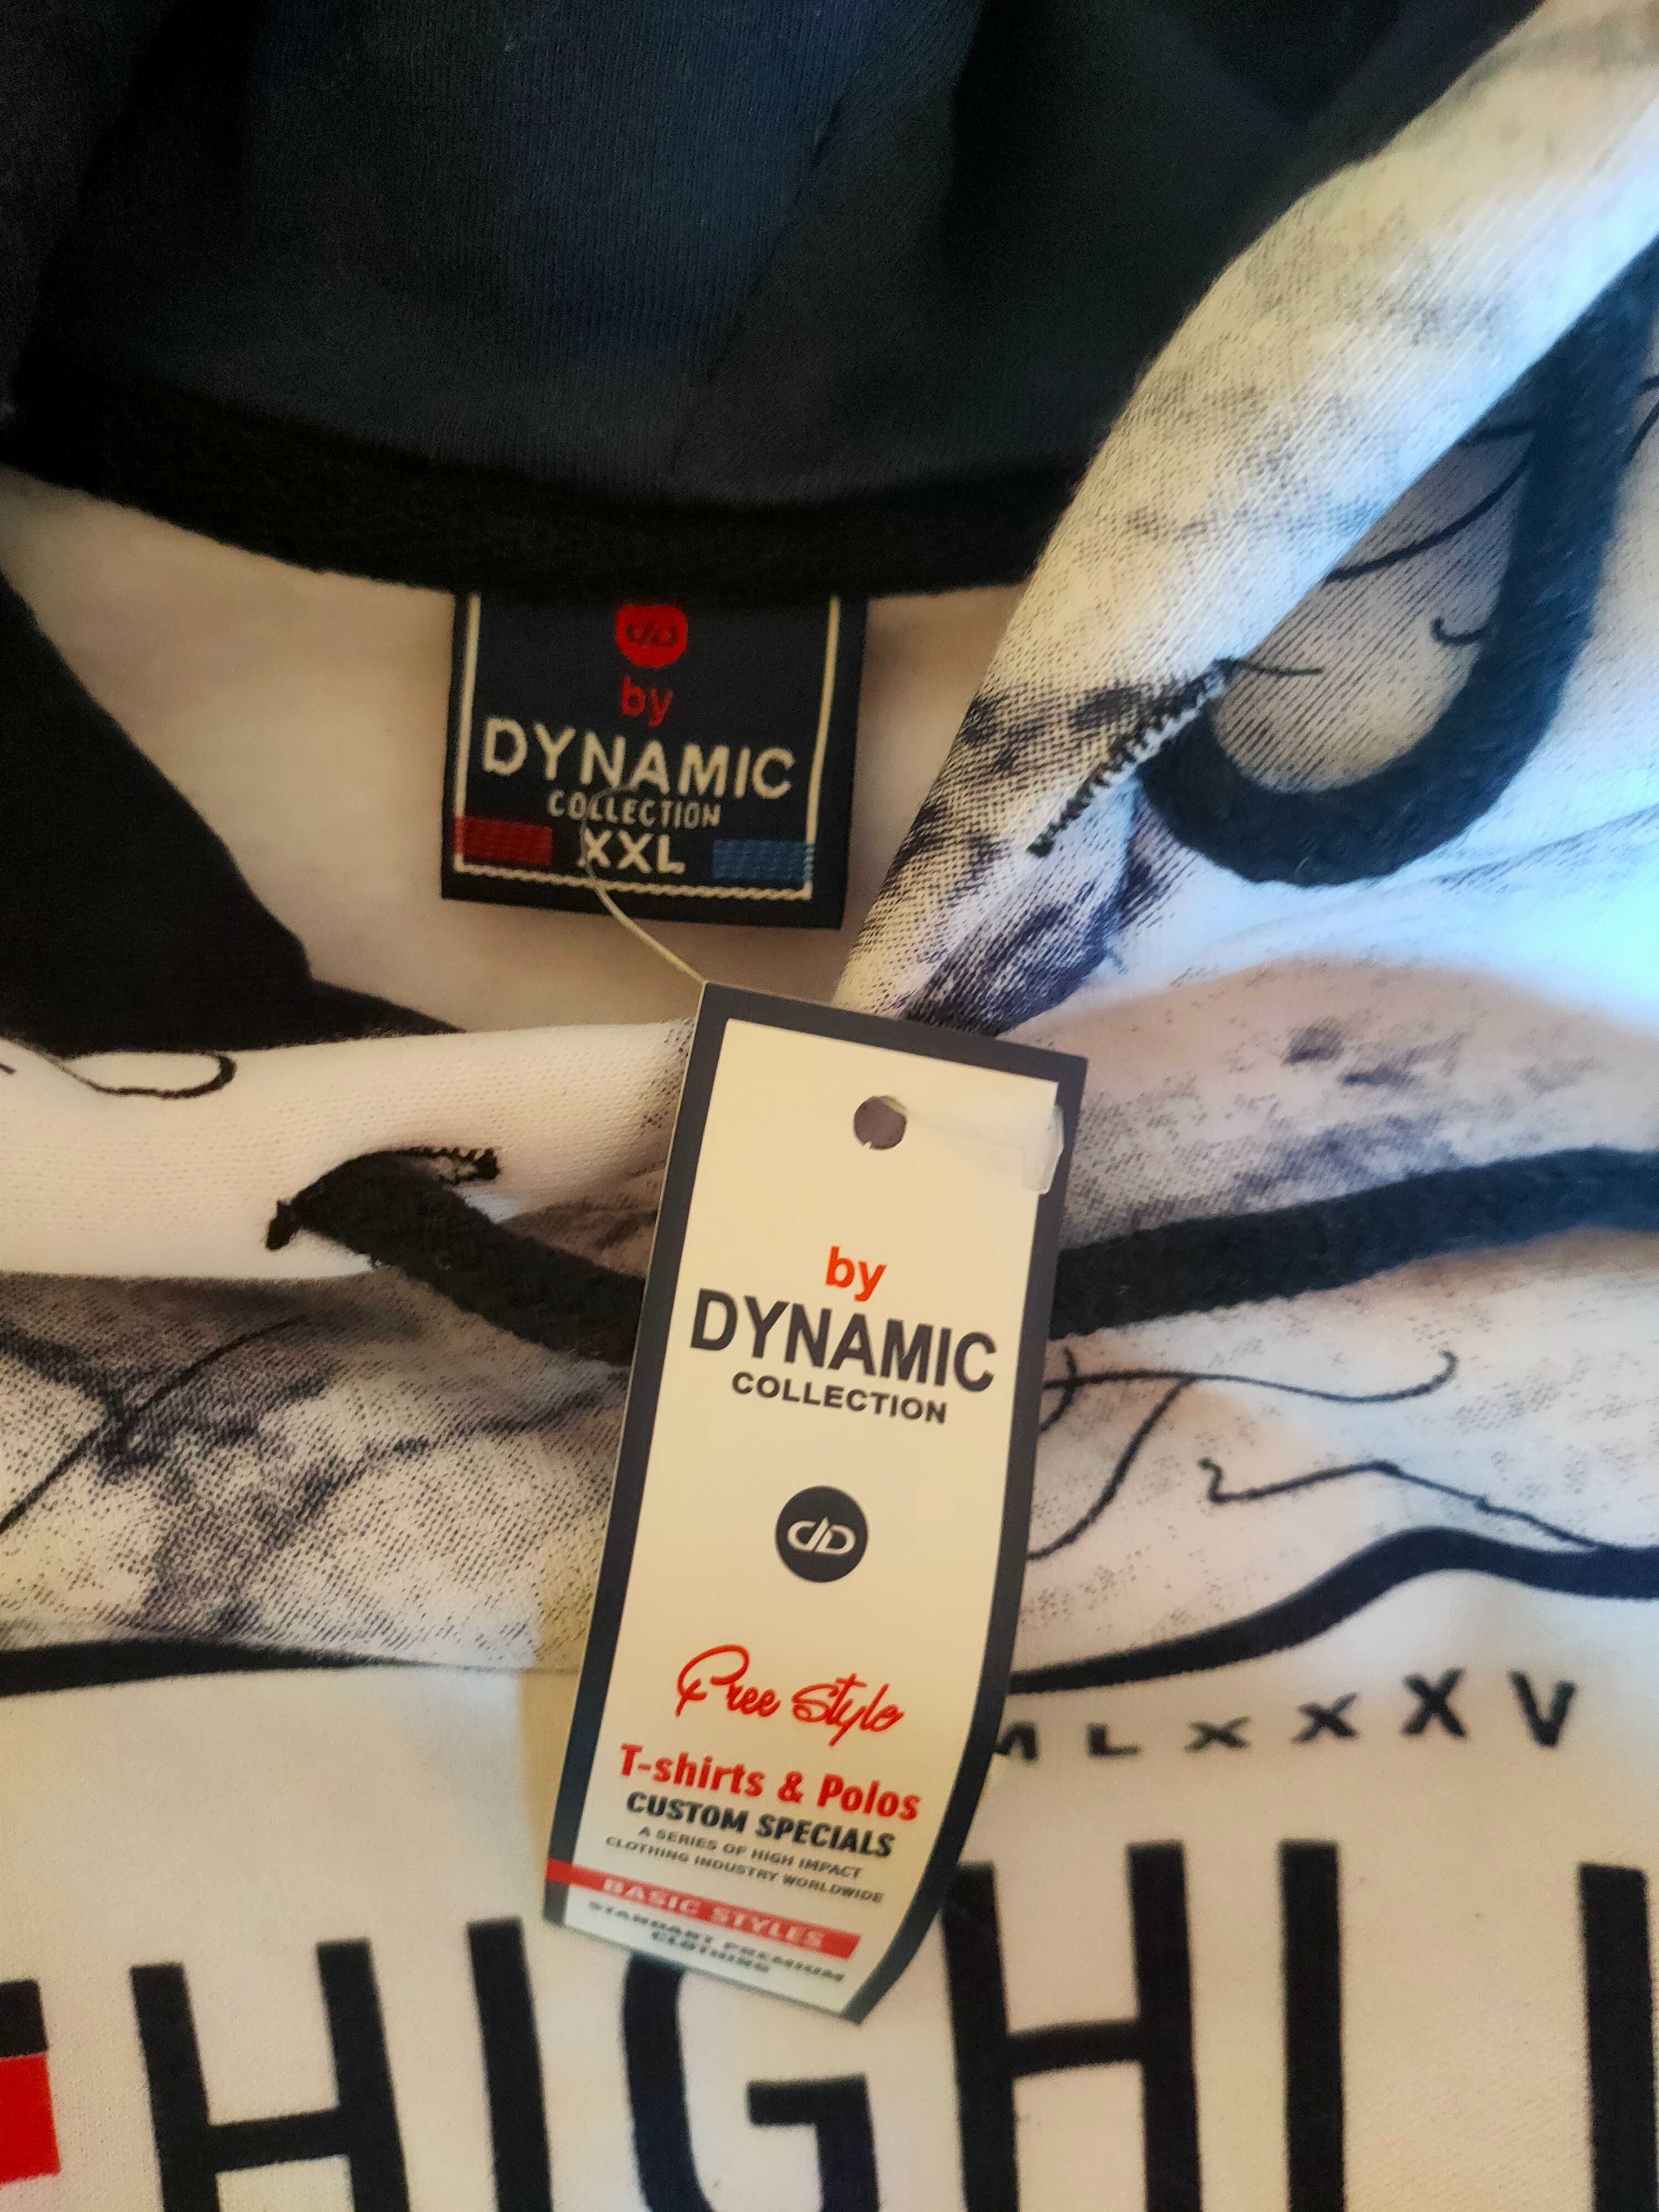 by
DYNAMIC
COLLECTION
XXL
by
DYNAMIC
COLLECTION
Free Style
T-shirts & Polos
CUSTOM SPECIALS
A SERIES OF HIGH IMPACT
CLOTHING INDUSTRY WORLDWIDE
BASIC STYLES
STANDART PREMIUM
CLOTHING
MLXXXV
HIGHL